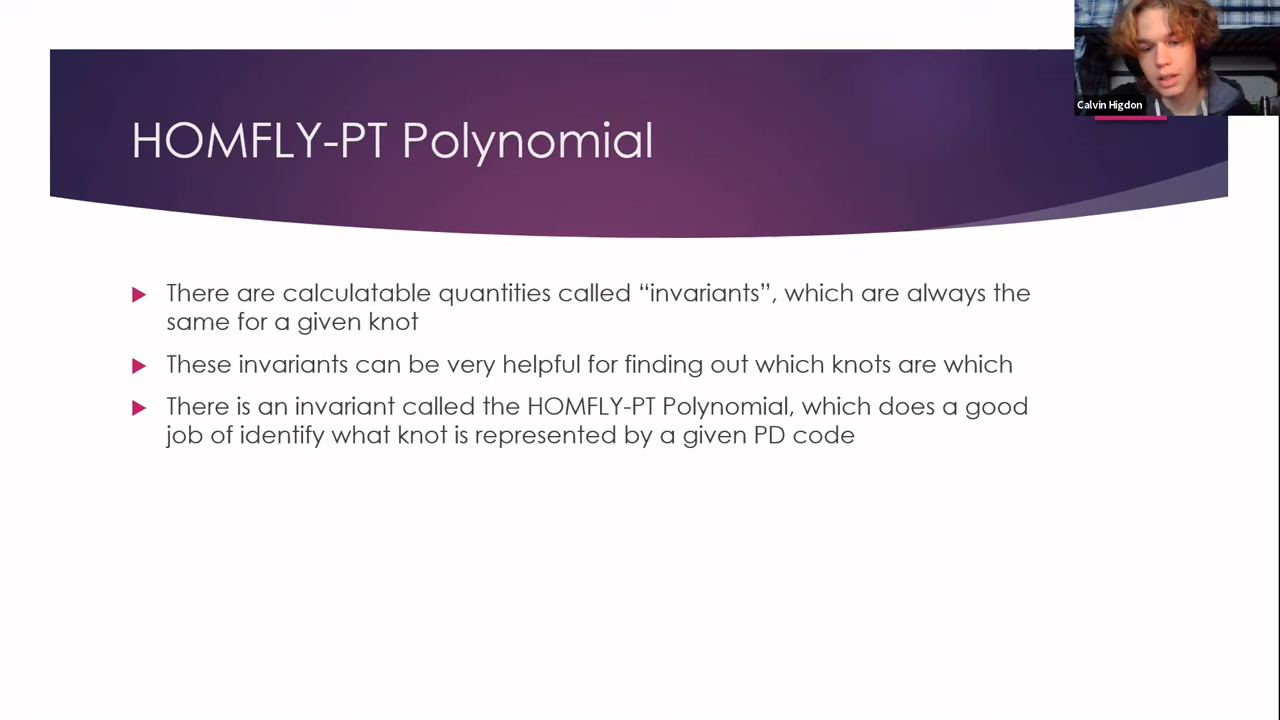 Calvin Higdon
HOMFLY-PT Polynomial
There are calculatable quantities called “invariants”, which are always the
same for a given knot
These invariants can be very helpful for finding out which knots are which
There is an invariant called the HOMFLY-PT Polynomial, which does a good
job of identify what knot is represented by a given PD code